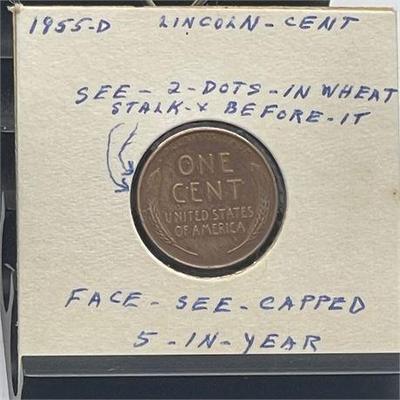 1955-D LINCOLN-CENT
SEE-2-DOTS-IN WHEAT
STALK-& BEFORE-IT
ONE
CENT
UNITED STATES
OF AMERICA
FACE-SEE-CAPPED
5-IN-YEAR